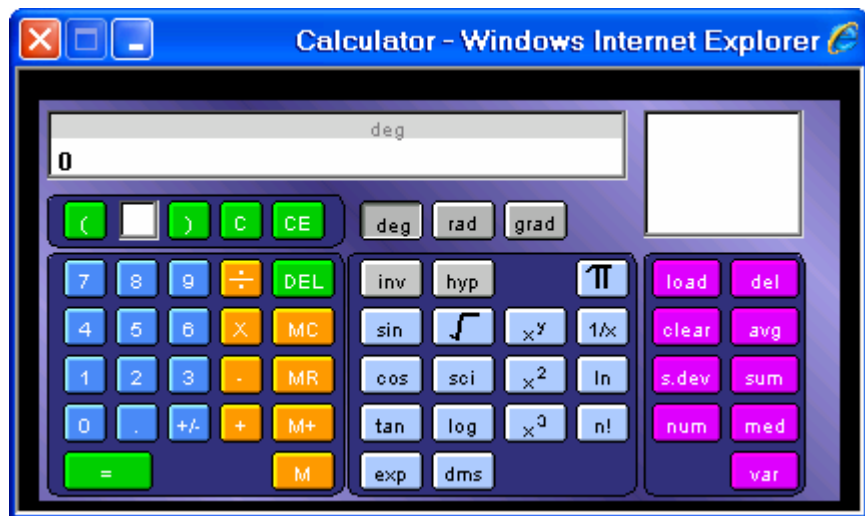 Calculator - Windows Internet Explorer
deg
0
( ) C CE deg rad grad
7 8 9 ÷ DEL inv hyp π load del
4 5 6 X MC sin √ xʸ 1/x clear avg
1 2 3 - MR cos sci x² ln s.dev sum
0 . +/- + M+ tan log x³ n! num med
= M exp dms var